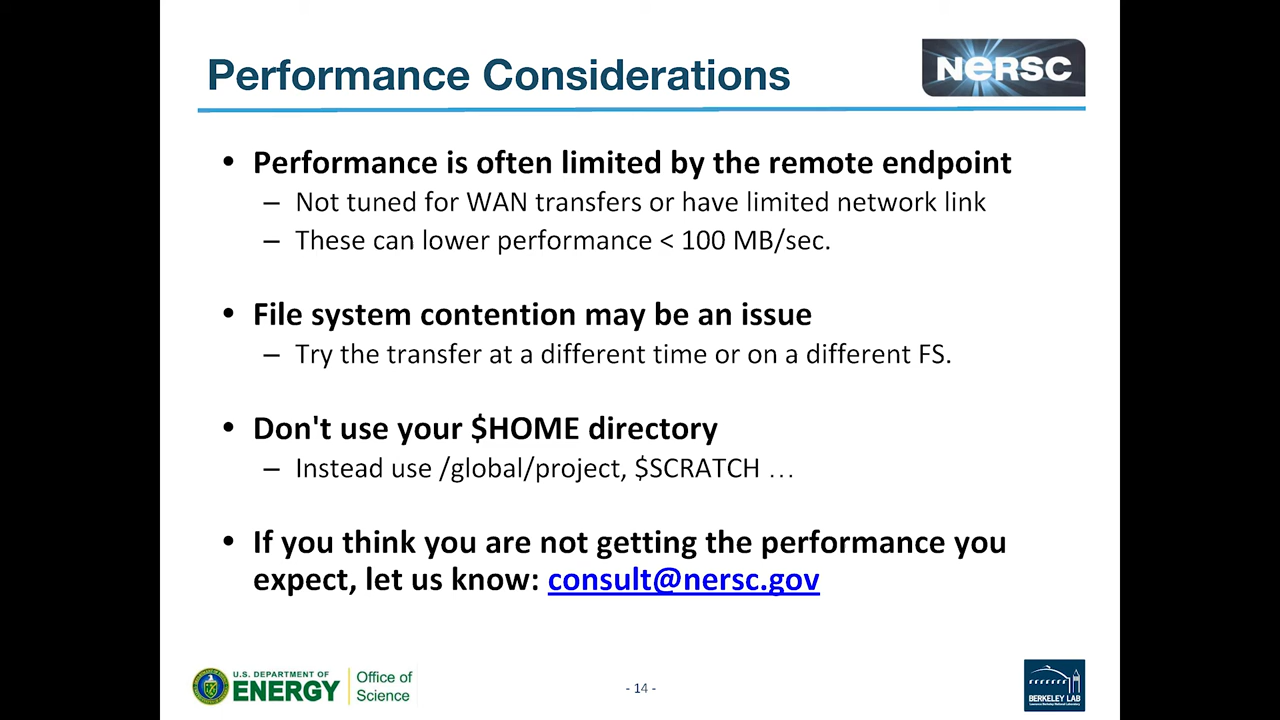 Performance Considerations
NERSC
• Performance is often limited by the remote endpoint
– Not tuned for WAN transfers or have limited network link
– These can lower performance < 100 MB/sec.
• File system contention may be an issue
– Try the transfer at a different time or on a different FS.
• Don't use your $HOME directory
– Instead use /global/project, $SCRATCH …
• If you think you are not getting the performance you
expect, let us know: consult@nersc.gov
U.S. DEPARTMENT OF
ENERGY
Office of
Science
- 14 -
BERKELEY LAB
Lawrence Berkeley National Laboratory